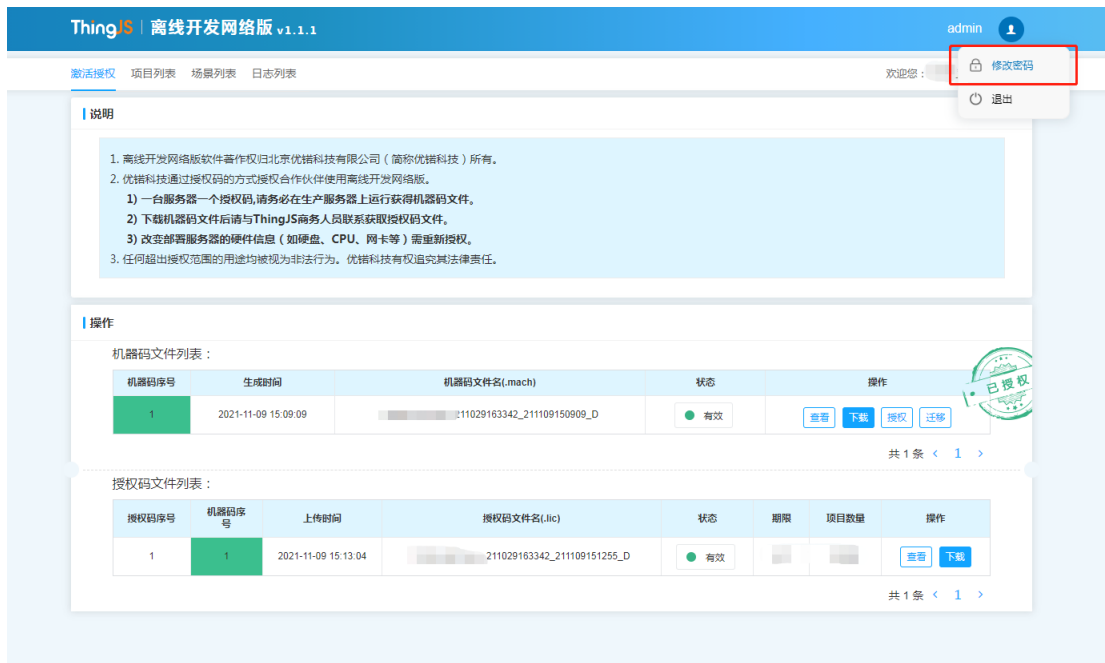 ThingJS | 离线开发网络版 v1.1.1
admin
激活授权 项目列表 场景列表 日志列表
欢迎您：
修改密码
退出
说明
1. 离线开发网络版软件著作权归北京优锘科技有限公司（简称优锘科技）所有。
2. 优锘科技通过授权码的方式授权合作伙伴使用离线开发网络版。
1) 一台服务器一个授权码,请务必在生产服务器上运行获得机器码文件。
2) 下载机器码文件后请与ThingJS商务人员联系获取授权码文件。
3) 改变部署服务器的硬件信息（如硬盘、CPU、网卡等）需重新授权。
3. 任何超出授权范围的用途均被视为非法行为。优锘科技有权追究其法律责任。
操作
机器码文件列表：
机器码序号 生成时间 机器码文件名(.mach) 状态 操作
已授权
1 2021-11-09 15:09:09 211029163342_211109150909_D 有效 查看 下载 授权 迁移
共 1 条 < 1 >
授权码文件列表：
授权码序号 机器码序号 上传时间 授权码文件名(.lic) 状态 期限 项目数量 操作
1 1 2021-11-09 15:13:04 211029163342_211109151255_D 有效 查看 下载
共 1 条 < 1 >